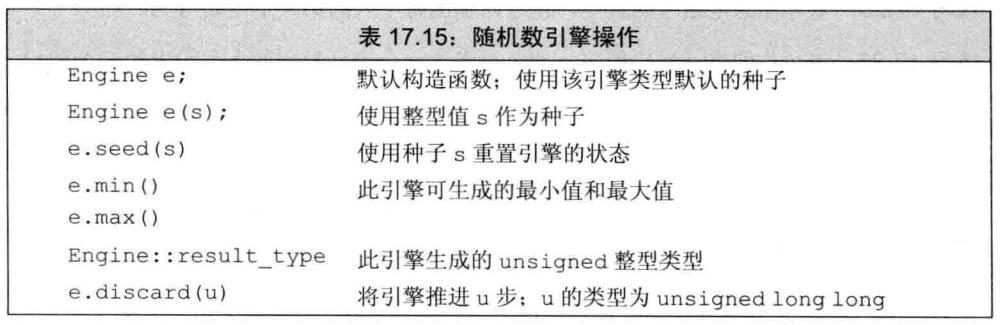 表 17.15：随机数引擎操作
Engine e; 默认构造函数；使用该引擎类型默认的种子
Engine e(s); 使用整型值 s 作为种子
e.seed(s) 使用种子 s 重置引擎的状态
e.min() 此引擎可生成的最小值和最大值
e.max()
Engine::result_type 此引擎生成的 unsigned 整型类型
e.discard(u) 将引擎推进 u 步；u 的类型为 unsigned long long